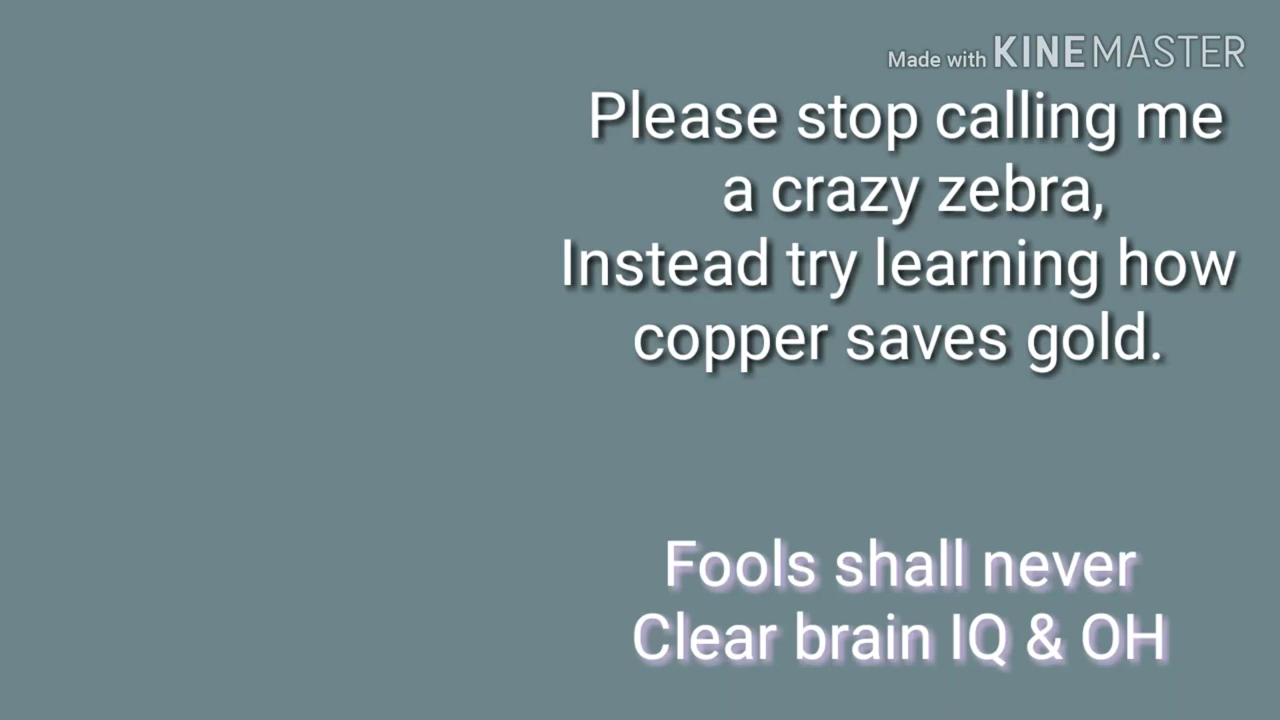 Made with KINEMASTER
Please stop calling me
a crazy zebra,
Instead try learning how
copper saves gold.
Fools shall never
Clear brain IQ & OH